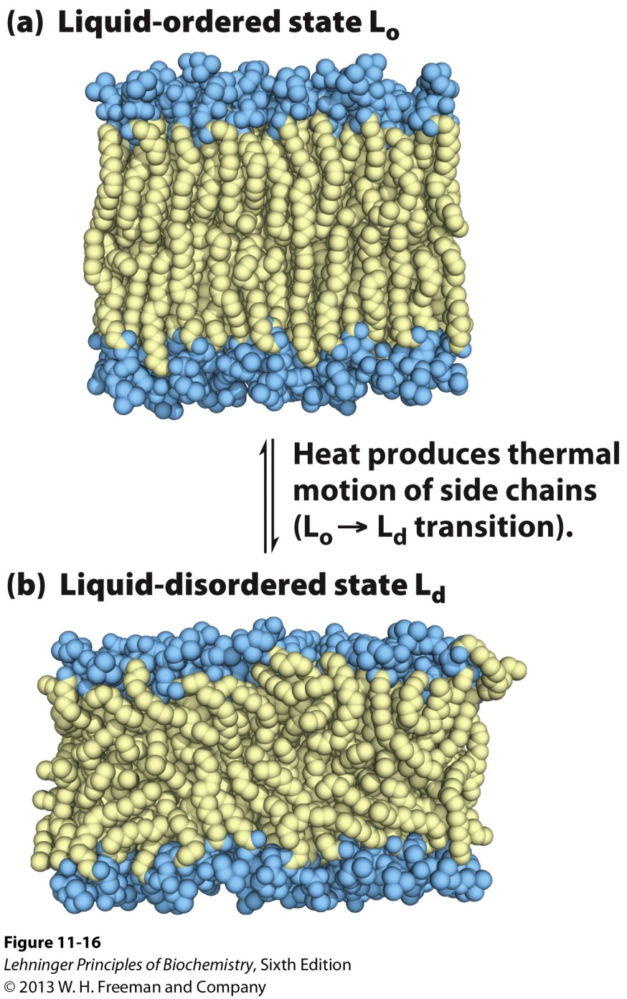 (a) Liquid-ordered state Lo
Heat produces thermal
motion of side chains
(Lo → Ld transition).
(b) Liquid-disordered state Ld
Figure 11-16
Lehninger Principles of Biochemistry, Sixth Edition
© 2013 W. H. Freeman and Company